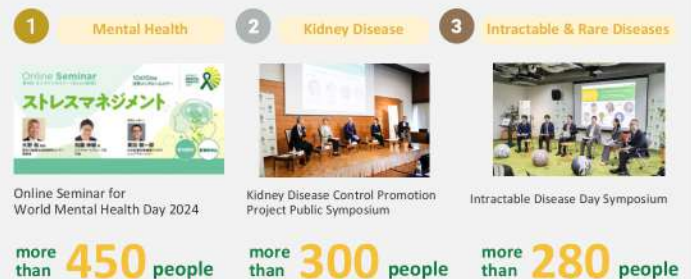 1
Mental Health
2
Kidney Disease
3
Intractable & Rare Diseases
Online Seminar
ストレスマネジメント
Online Seminar for
World Mental Health Day 2024
Kidney Disease Control Promotion
Project Public Symposium
Intractable Disease Day Symposium
more than 450 people
more than 300 people
more than 280 people